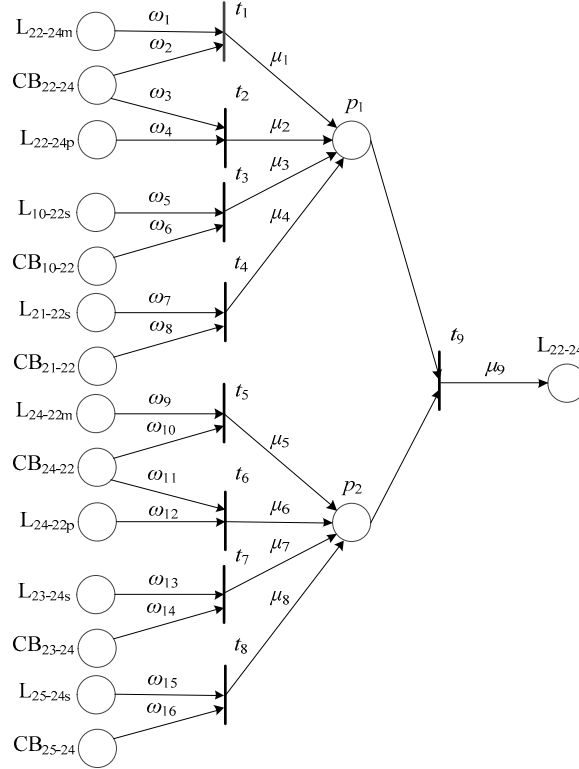 L22-24m ω1 t1
ω2 μ1
CB22-24 ω3 t2 p1
L22-24p ω4 μ2
μ3
t3
L10-22s ω5 μ4
ω6
CB10-22 t4
L21-22s ω7
ω8 t9 L22-24
CB21-22 μ9
t5
L24-22m ω9
ω10 μ5
CB24-22 ω11 t6 p2
L24-22p ω12 μ6
t7 μ7
L23-24s ω13 μ8
ω14
CB23-24 t8
L25-24s ω15
ω16
CB25-24